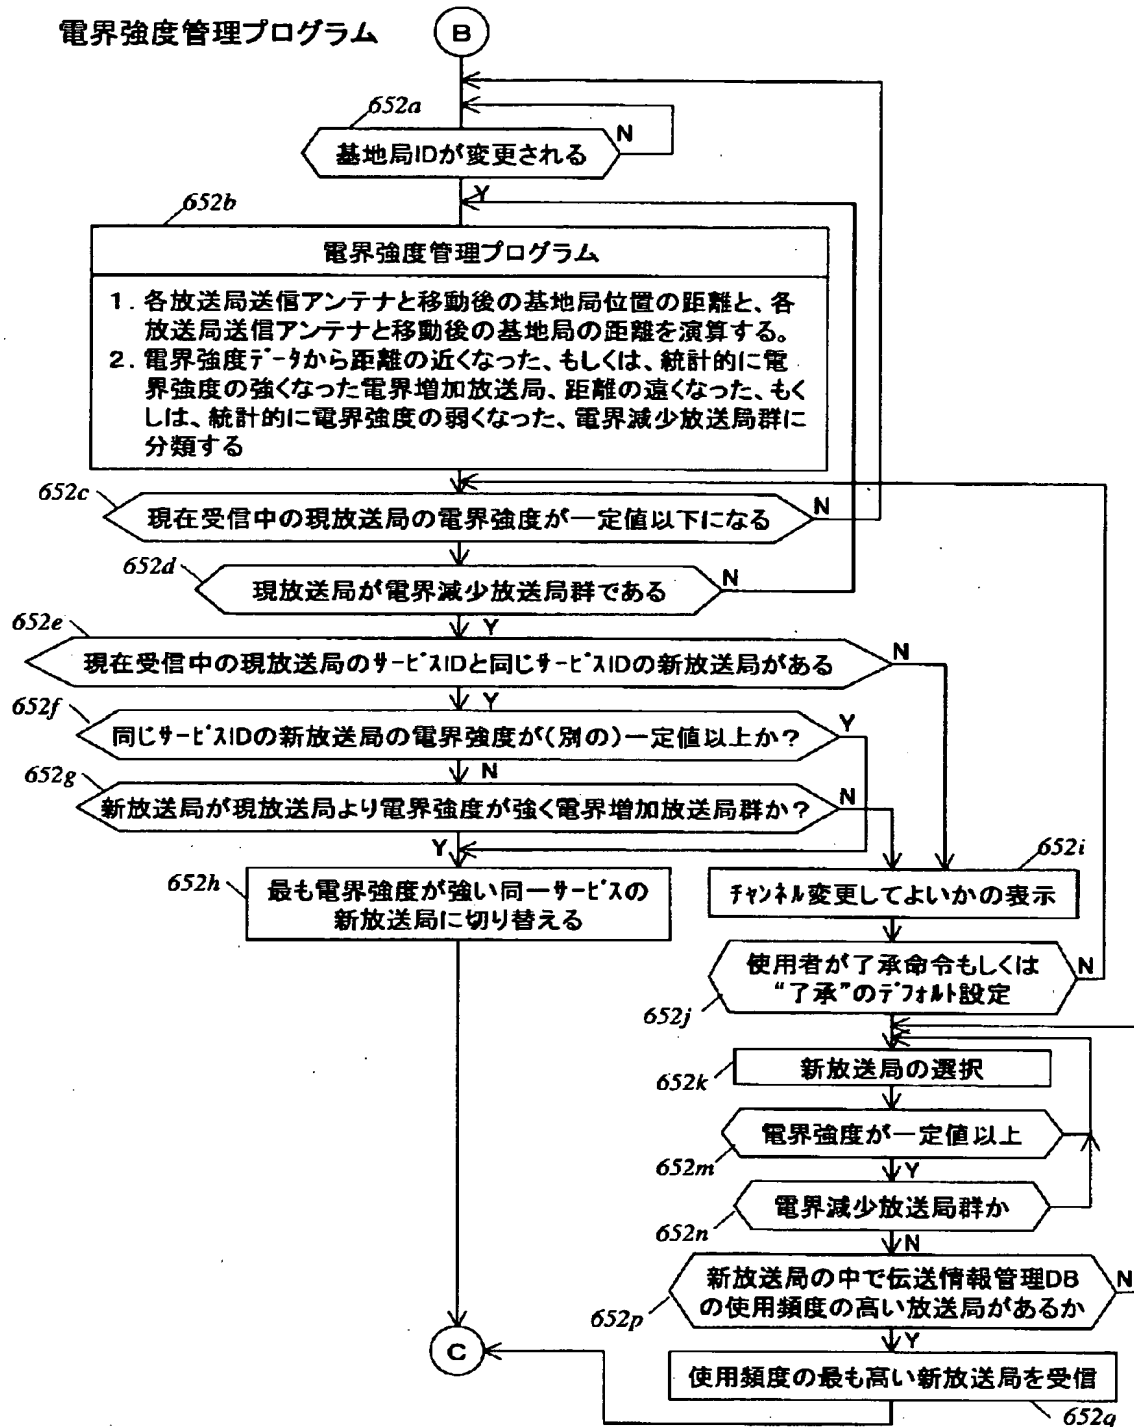 電界強度管理プログラム
B
652a
基地局IDが変更される
N
Y
652b
電界強度管理プログラム
1. 各放送局送信アンテナと移動後の基地局位置の距離と、各
放送局送信アンテナと移動後の基地局の距離を演算する。
2. 電界強度データから距離の近くなった、もしくは、統計的に電
界強度の強くなった電界増加放送局、距離の遠くなった、もく
しは、統計的に電界強度の弱くなった、電界減少放送局群に
分類する
652c
現在受信中の現放送局の電界強度が一定値以下になる
N
652d
現放送局が電界減少放送局群である
N
Y
652e
現在受信中の現放送局のサービスIDと同じサービスIDの新放送局がある
N
Y
652f
同じサービスIDの新放送局の電界強度が(別の)一定値以上か?
Y
N
652g
新放送局が現放送局より電界強度が強く電界増加放送局群か?
N
Y
652h
最も電界強度が強い同一サービスの
新放送局に切り替える
652i
チャンネル変更してよいかの表示
使用者が了承命令もしくは
“了承”のデフォルト設定
N
652j
652k
新放送局の選択
電界強度が一定値以上
652m
Y
電界減少放送局群か
652n
N
新放送局の中で伝送情報管理DB
の使用頻度の高い放送局があるか
N
652p
Y
C
使用頻度の最も高い新放送局を受信
652q